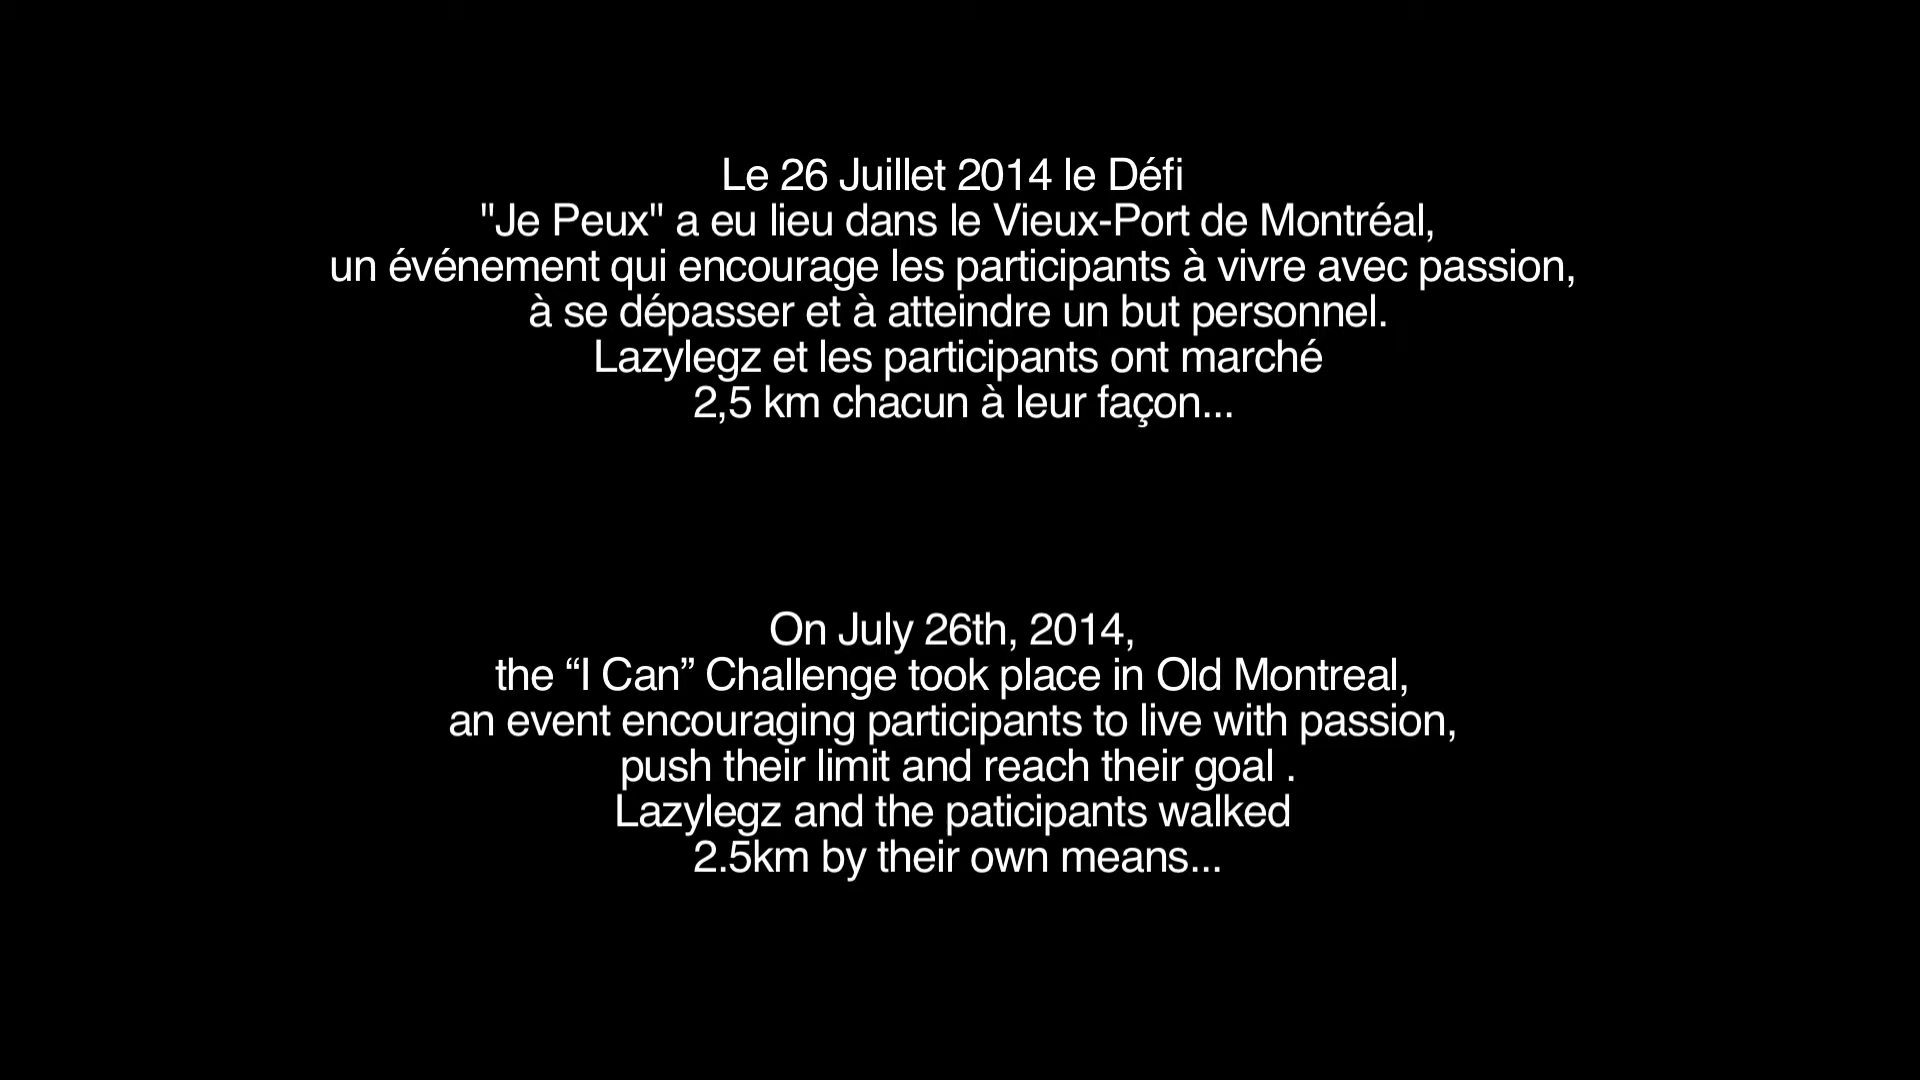 Le 26 Juillet 2014 le Défi
"Je Peux" a eu lieu dans le Vieux-Port de Montréal,
un événement qui encourage les participants à vivre avec passion,
à se dépasser et à atteindre un but personnel.
Lazylegz et les participants ont marché
2,5 km chacun à leur façon...
On July 26th, 2014,
the “I Can” Challenge took place in Old Montreal,
an event encouraging participants to live with passion,
push their limit and reach their goal .
Lazylegz and the paticipants walked
2.5km by their own means...